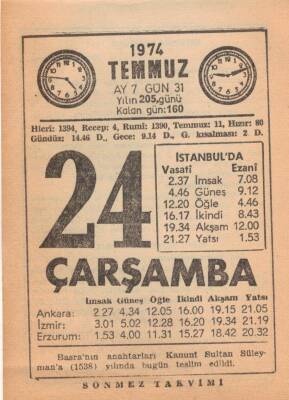 1974
TEMMUZ
AY 7 GÜN 31
Yılın 205, günü
Kalan gün: 160
Hicri: 1394, Recep: 4, Rumi: 1390, Temmuz: 11, Hızır: 80
Gündüz: 14.46 D., Gece: 9.14 D., G. kısalması: 2 D.
24
İSTANBUL'DA
Vasati Ezanî
2.37 İmsak 7.08
4.46 Güneş 9.12
12.20 Öğle 4.46
16.17 İkindi 8.43
19.34 Akşam 12.00
21.27 Yatsı 1.53
ÇARŞAMBA
İmsak Güneş Öğle İkindi Akşam Yatsı
Ankara: 2.27 4.34 12.05 16.00 19.15 21.05
İzmir: 3.01 5.02 12.28 16.20 19.34 21.19
Erzurum: 1.53 4.00 11.31 15.27 18.42 20.32
Basra'nın anahtarları Kanunî Sultan Süley-
man'a (1538) yılında bugün teslim edildi.
SÖNMEZ TAKVİMİ